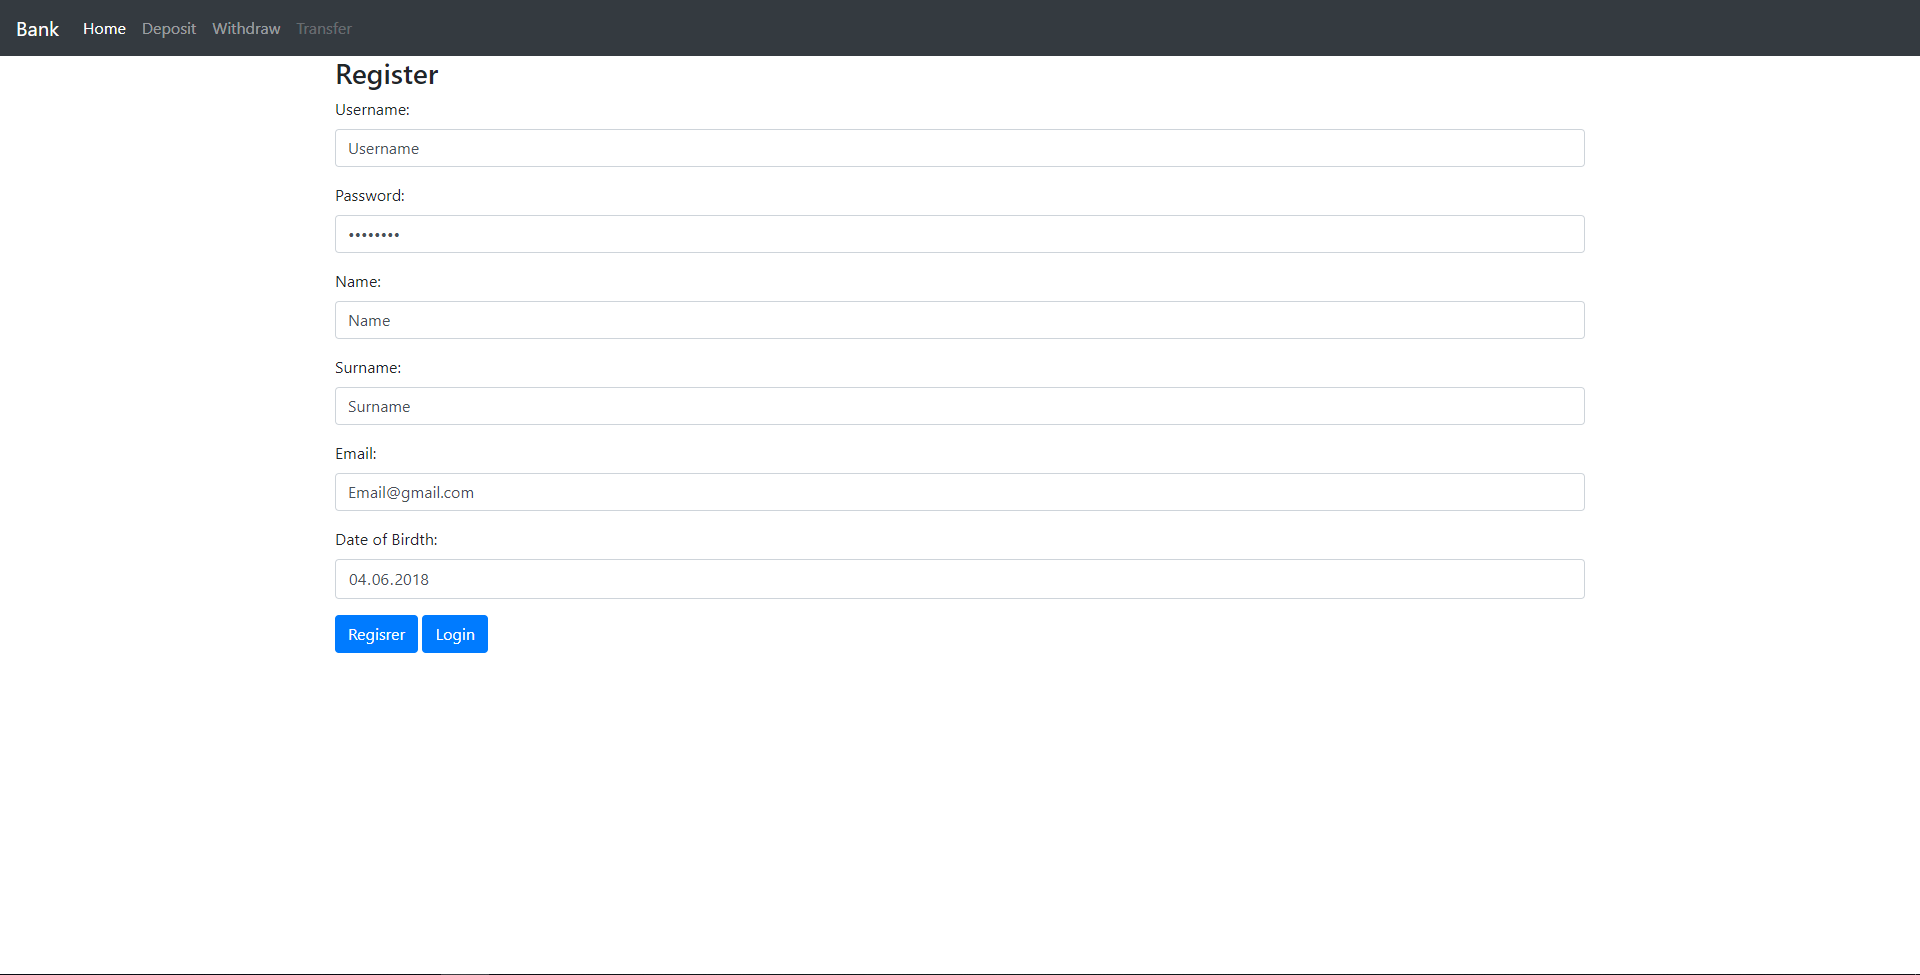 Bank Home Deposit Withdraw Transfer
Register
Username:
Username
Password:
••••••••
Name:
Name
Surname:
Surname
Email:
Email@gmail.com
Date of Birdth:
04.06.2018
Regisrer Login